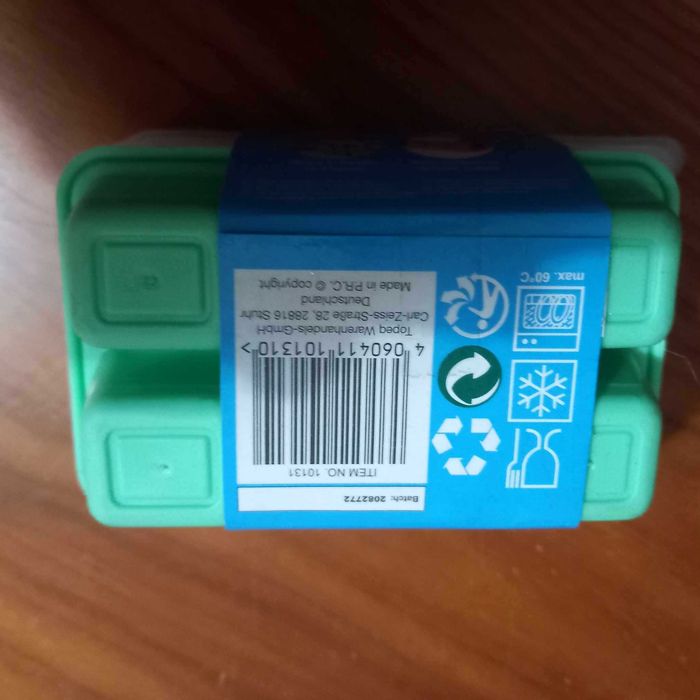 Batch: 2082772
ITEM NO. 10131
4 060411 101310 >
Topeq Warenhandels-GmbH
Carl-Zeiss-Straße 28, 28816 Stuhr
Deutschland
Made in P.R.C. © copyright
max. 60°C